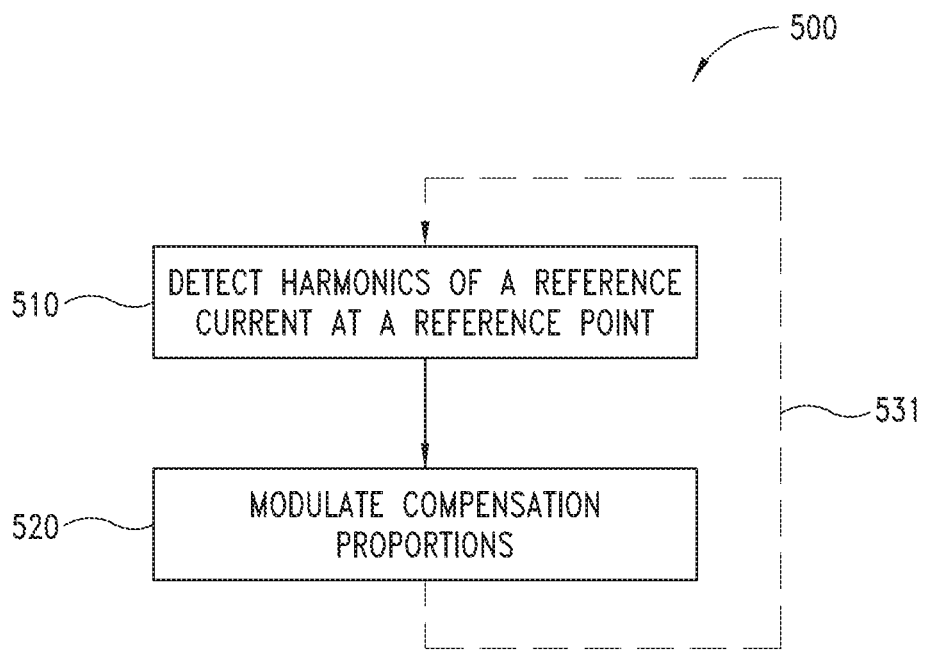 500
510
DETECT HARMONICS OF A REFERENCE
CURRENT AT A REFERENCE POINT
531
520
MODULATE COMPENSATION
PROPORTIONS